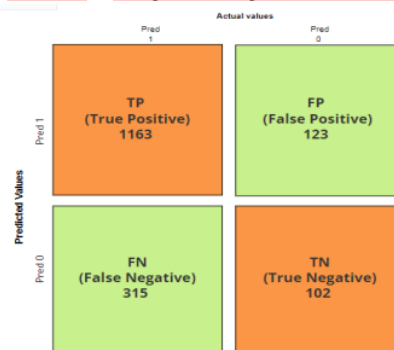 Actual values
Pred
1
Pred
0
Predicted Values
Pred 1
TP
(True Positive)
1163
FP
(False Positive)
123
Pred 0
FN
(False Negative)
315
TN
(True Negative)
102